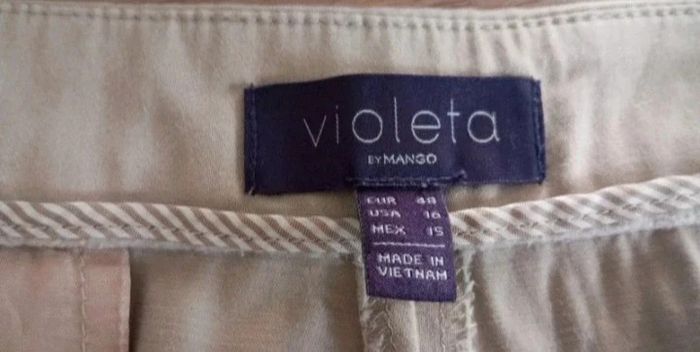 violeta
BY MANGO
EUR 48
USA 16
MEX 15
MADE IN
VIETNAM